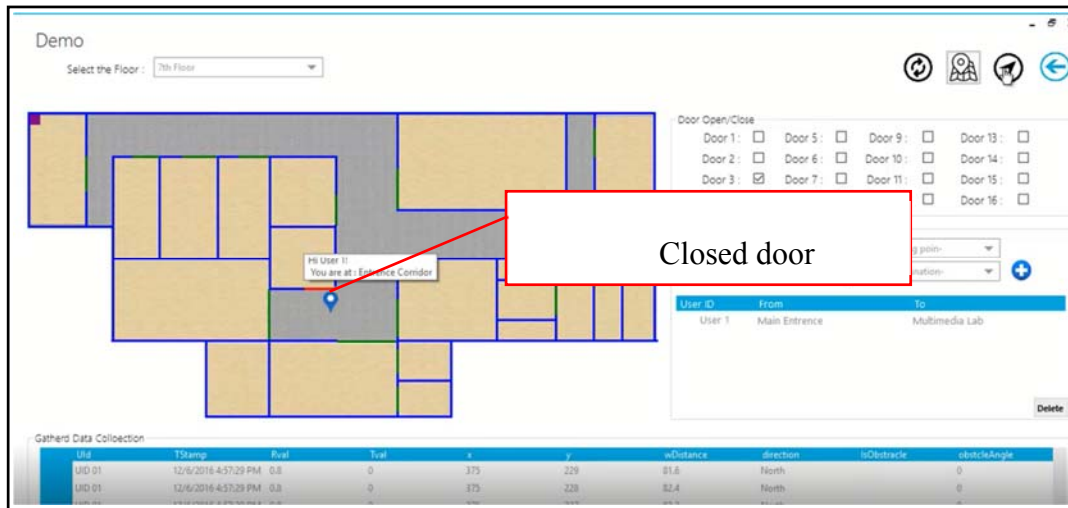 Demo
Select the Floor : 7th Floor
Door Open/Close
Door 1 : Door 5 : Door 9 : Door 13 :
Door 2 : Door 6 : Door 10 : Door 14 :
Door 3 : Door 7 : Door 11 : Door 15 :
Door 16 :
Closed door
Hi User 1!
You are at : Entrence Corridor
g poin-
nation-
User ID From To
User 1 Main Entrence Multimedia Lab
Delete
Gatherd Data Colloection
UId TStamp Rval Tval x y wDistance direction IsObstracle obstcleAngle
UID 01 12/6/2016 4:57:29 PM 0.8 0 375 229 81.6 North 0
UID 01 12/6/2016 4:57:29 PM 0.8 0 375 228 82.4 North 0